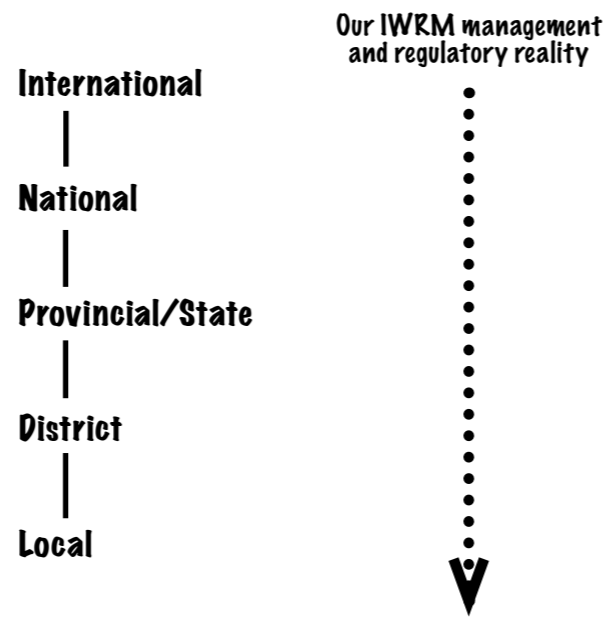 Our IWRM management
and regulatory reality
International
National
Provincial/State
District
Local